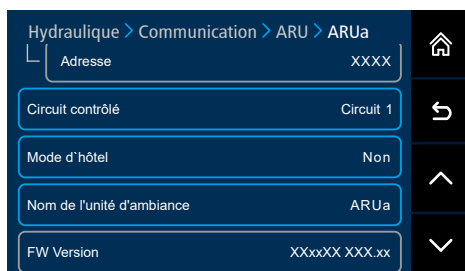 Hydraulique > Communication > ARU > ARUa
Adresse XXXX
Circuit contrôlé Circuit 1
Mode d`hôtel Non
Nom de l'unité d'ambiance ARUa
FW Version XXxxXX XXX.xx